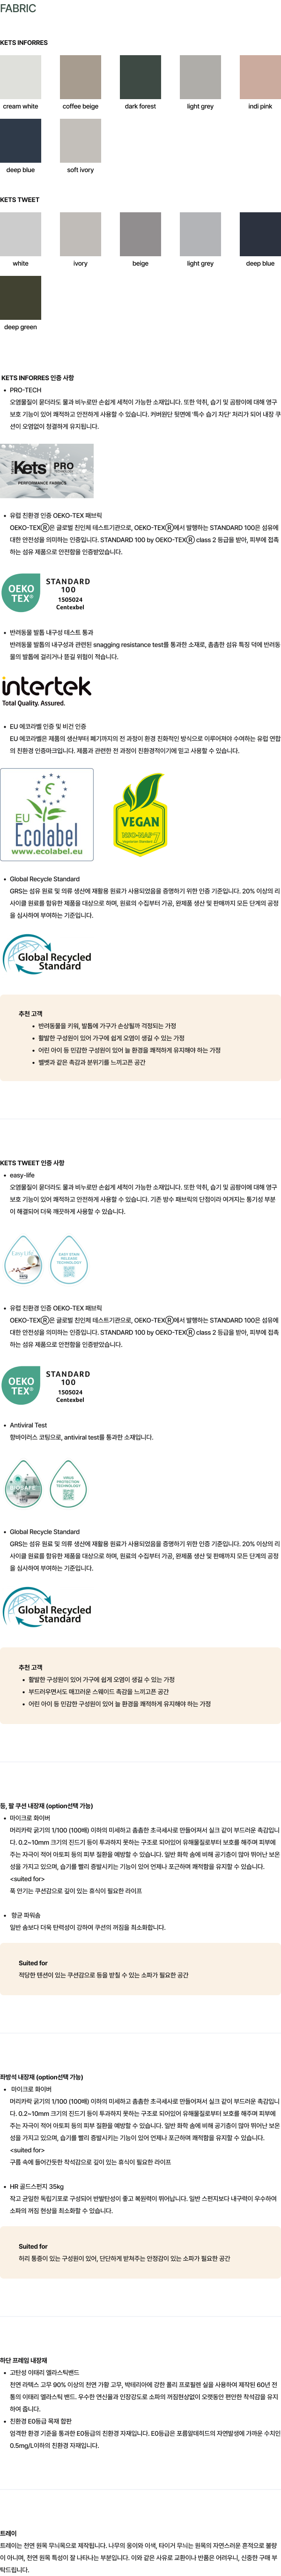 FABRIC
KETS INFORRES
cream white
coffee beige
dark forest
light grey
indi pink
deep blue
soft ivory
KETS TWEET
white
ivory
beige
light grey
deep blue
deep green
KETS INFORRES 인증 사항
PRO-TECH
오염물질이 묻더라도 물과 비누로만 손쉽게 세척이 가능한 소재입니다. 또한 악취, 습기 및 곰팡이에 대해 영구
보호 기능이 있어 쾌적하고 안전하게 사용할 수 있습니다. 커버원단 뒷면에 '특수 습기 차단' 처리가 되어 내장 쿠
션이 오염없이 청결하게 유지됩니다.
Kets PRO
PERFORMANCE FABRICS
유럽 친환경 인증 OEKO-TEX 패브릭
OEKO-TEXⓇ은 글로벌 친인체 테스트기관으로, OEKO-TEXⓇ에서 발행하는 STANDARD 100은 섬유에
대한 안전성을 의미하는 인증입니다. STANDARD 100 by OEKO-TEXⓇ class 2 등급을 받아, 피부에 접촉
하는 섬유 제품으로 안전함을 인증받았습니다.
OEKO
TEX®
STANDARD
100
1505024
Centexbel
반려동물 발톱 내구성 테스트 통과
반려동물 발톱의 내구성과 관련된 snagging resistance test를 통과한 소재로, 촘촘한 섬유 특징 덕에 반려동
물의 발톱에 걸리거나 뜯길 위험이 적습니다.
intertek
Total Quality. Assured.
EU 에코라벨 인증 및 비건 인증
EU 에코라벨은 제품의 생산부터 폐기까지의 전 과정이 환경 친화적인 방식으로 이루어져야 수여하는 유럽 연합
의 친환경 인증마크입니다. 제품과 관련한 전 과정이 친환경적이기에 믿고 사용할 수 있습니다.
EU
Ecolabel
www.ecolabel.eu
VEGAN
Global Recycle Standard
GRS는 섬유 원료 및 의류 생산에 재활용 원료가 사용되었음을 증명하기 위한 인증 기준입니다. 20% 이상의 리
사이클 원료를 함유한 제품을 대상으로 하며, 원료의 수집부터 가공, 완제품 생산 및 판매까지 모든 단계의 공정
을 심사하여 부여하는 기준입니다.
Global Recycled
Standard
추천 고객
반려동물을 키워, 발톱에 가구가 손상될까 걱정되는 가정
활발한 구성원이 있어 가구에 쉽게 오염이 생길 수 있는 가정
어린 아이 등 민감한 구성원이 있어 늘 환경을 쾌적하게 유지해야 하는 가정
벨벳과 같은 촉감과 분위기를 느끼고픈 공간
KETS TWEET 인증 사항
easy-life
오염물질이 묻더라도 물과 비누로만 손쉽게 세척이 가능한 소재입니다. 또한 악취, 습기 및 곰팡이에 대해 영구
보호 기능이 있어 쾌적하고 안전하게 사용할 수 있습니다. 기존 방수 패브릭의 단점이라 여겨지는 통기성 부분
이 해결되어 더욱 깨끗하게 사용할 수 있습니다.
Easy Life
EASY STAIN
RELEASE
TECHNOLOGY
유럽 친환경 인증 OEKO-TEX 패브릭
OEKO-TEXⓇ은 글로벌 친인체 테스트기관으로, OEKO-TEXⓇ에서 발행하는 STANDARD 100은 섬유에
대한 안전성을 의미하는 인증입니다. STANDARD 100 by OEKO-TEXⓇ class 2 등급을 받아, 피부에 접촉
하는 섬유 제품으로 안전함을 인증받았습니다.
OEKO
TEX®
STANDARD
100
1505024
Centexbel
Antiviral Test
항바이러스 코팅으로, antiviral test를 통과한 소재입니다.
VIRUS
PROTECTION
TECHNOLOGY
Global Recycle Standard
GRS는 섬유 원료 및 의류 생산에 재활용 원료가 사용되었음을 증명하기 위한 인증 기준입니다. 20% 이상의 리
사이클 원료를 함유한 제품을 대상으로 하며, 원료의 수집부터 가공, 완제품 생산 및 판매까지 모든 단계의 공정
을 심사하여 부여하는 기준입니다.
Global Recycled
Standard
추천 고객
활발한 구성원이 있어 가구에 쉽게 오염이 생길 수 있는 가정
부드러우면서도 매끄러운 스웨이드 촉감을 느끼고픈 공간
어린 아이 등 민감한 구성원이 있어 늘 환경을 쾌적하게 유지해야 하는 가정
등, 팔 쿠션 내장재 (option선택 가능)
마이크로 화이버
머리카락 굵기의 1/100 (100배) 이하의 미세하고 촘촘한 초극세사로 만들어져서 실크 같이 부드러운 촉감입니
다. 0.2~10mm 크기의 진드기 등이 투과하지 못하는 구조로 되어있어 유해물질로부터 보호를 해주며 피부에
주는 자극이 적어 아토피 등의 피부 질환을 예방할 수 있습니다. 일반 화학 솜에 비해 공기층이 많아 뛰어난 보온
성을 가지고 있으며, 습기를 빨리 증발시키는 기능이 있어 언제나 포근하며 쾌적함을 유지할 수 있습니다.
<suited for>
푹 안기는 쿠션감으로 깊이 있는 휴식이 필요한 라이프
항균 파워솜
일반 솜보다 더욱 탄력성이 강하며 쿠션의 꺼짐을 최소화합니다.
Suited for
적당한 텐션이 있는 쿠션감으로 등을 받칠 수 있는 소파가 필요한 공간
좌방석 내장재 (option선택 가능)
마이크로 화이버
머리카락 굵기의 1/100 (100배) 이하의 미세하고 촘촘한 초극세사로 만들어져서 실크 같이 부드러운 촉감입니
다. 0.2~10mm 크기의 진드기 등이 투과하지 못하는 구조로 되어있어 유해물질로부터 보호를 해주며 피부에
주는 자극이 적어 아토피 등의 피부 질환을 예방할 수 있습니다. 일반 화학 솜에 비해 공기층이 많아 뛰어난 보온
성을 가지고 있으며, 습기를 빨리 증발시키는 기능이 있어 언제나 포근하며 쾌적함을 유지할 수 있습니다.
<suited for>
구름 속에 들어간듯한 착석감으로 깊이 있는 휴식이 필요한 라이프
HR 골드스펀지 35kg
작고 균일한 독립기포로 구성되어 반발탄성이 좋고 복원력이 뛰어납니다. 일반 스펀지보다 내구력이 우수하여
소파의 꺼짐 현상을 최소화할 수 있습니다.
Suited for
허리 통증이 있는 구성원이 있어, 단단하게 받쳐주는 안정감이 있는 소파가 필요한 공간
하단 프레임 내장재
고탄성 이태리 엘라스틱밴드
천연 라텍스 고무 90% 이상의 천연 가황 고무, 박테리아에 강한 폴리 프로필렌 실을 사용하여 제작된 60년 전
통의 이태리 엘라스틱 벤드. 우수한 연신율과 인장강도로 소파의 꺼짐현상없이 오랫동안 편안한 착석감을 유지
하여 줍니다.
친환경 E0등급 목재 합판
엄격한 환경 기준을 통과한 E0등급의 친환경 자재입니다. E0등급은 포름알데히드의 자연발생에 가까운 수치인
0.5mg/L이하의 친환경 자재입니다.
트레이
트레이는 천연 원목 무늬목으로 제작됩니다. 나무의 옹이와 이색, 타이거 무늬는 원목의 자연스러운 흔적으로 불량
이 아니며, 천연 원목 특성이 잘 나타나는 부분입니다. 이와 같은 사유로 교환이나 반품은 어려우니, 신중한 구매 부
탁드립니다.